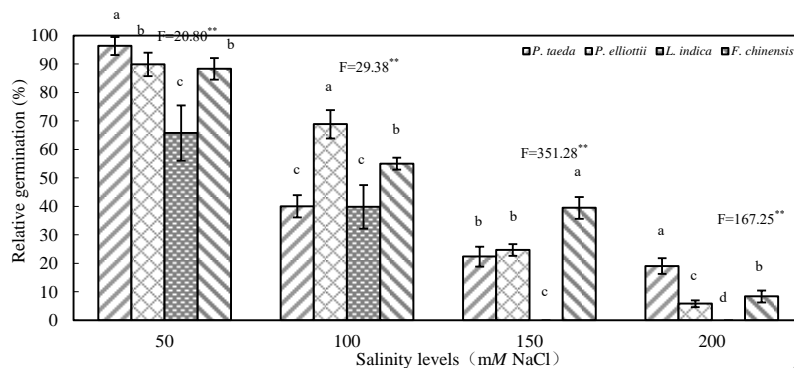 a
b
F=20.80**
b
100
90
80
70
60
50
40
30
20
10
0
Relative germination (%)
P. taeda P. elliottii L. indica F. chinensis
c
F=29.38**
a
b
c
c
F=351.28**
a
b
b
c
F=167.25**
a
c
d
b
50 100 150 200
Salinity levels（mM NaCl）